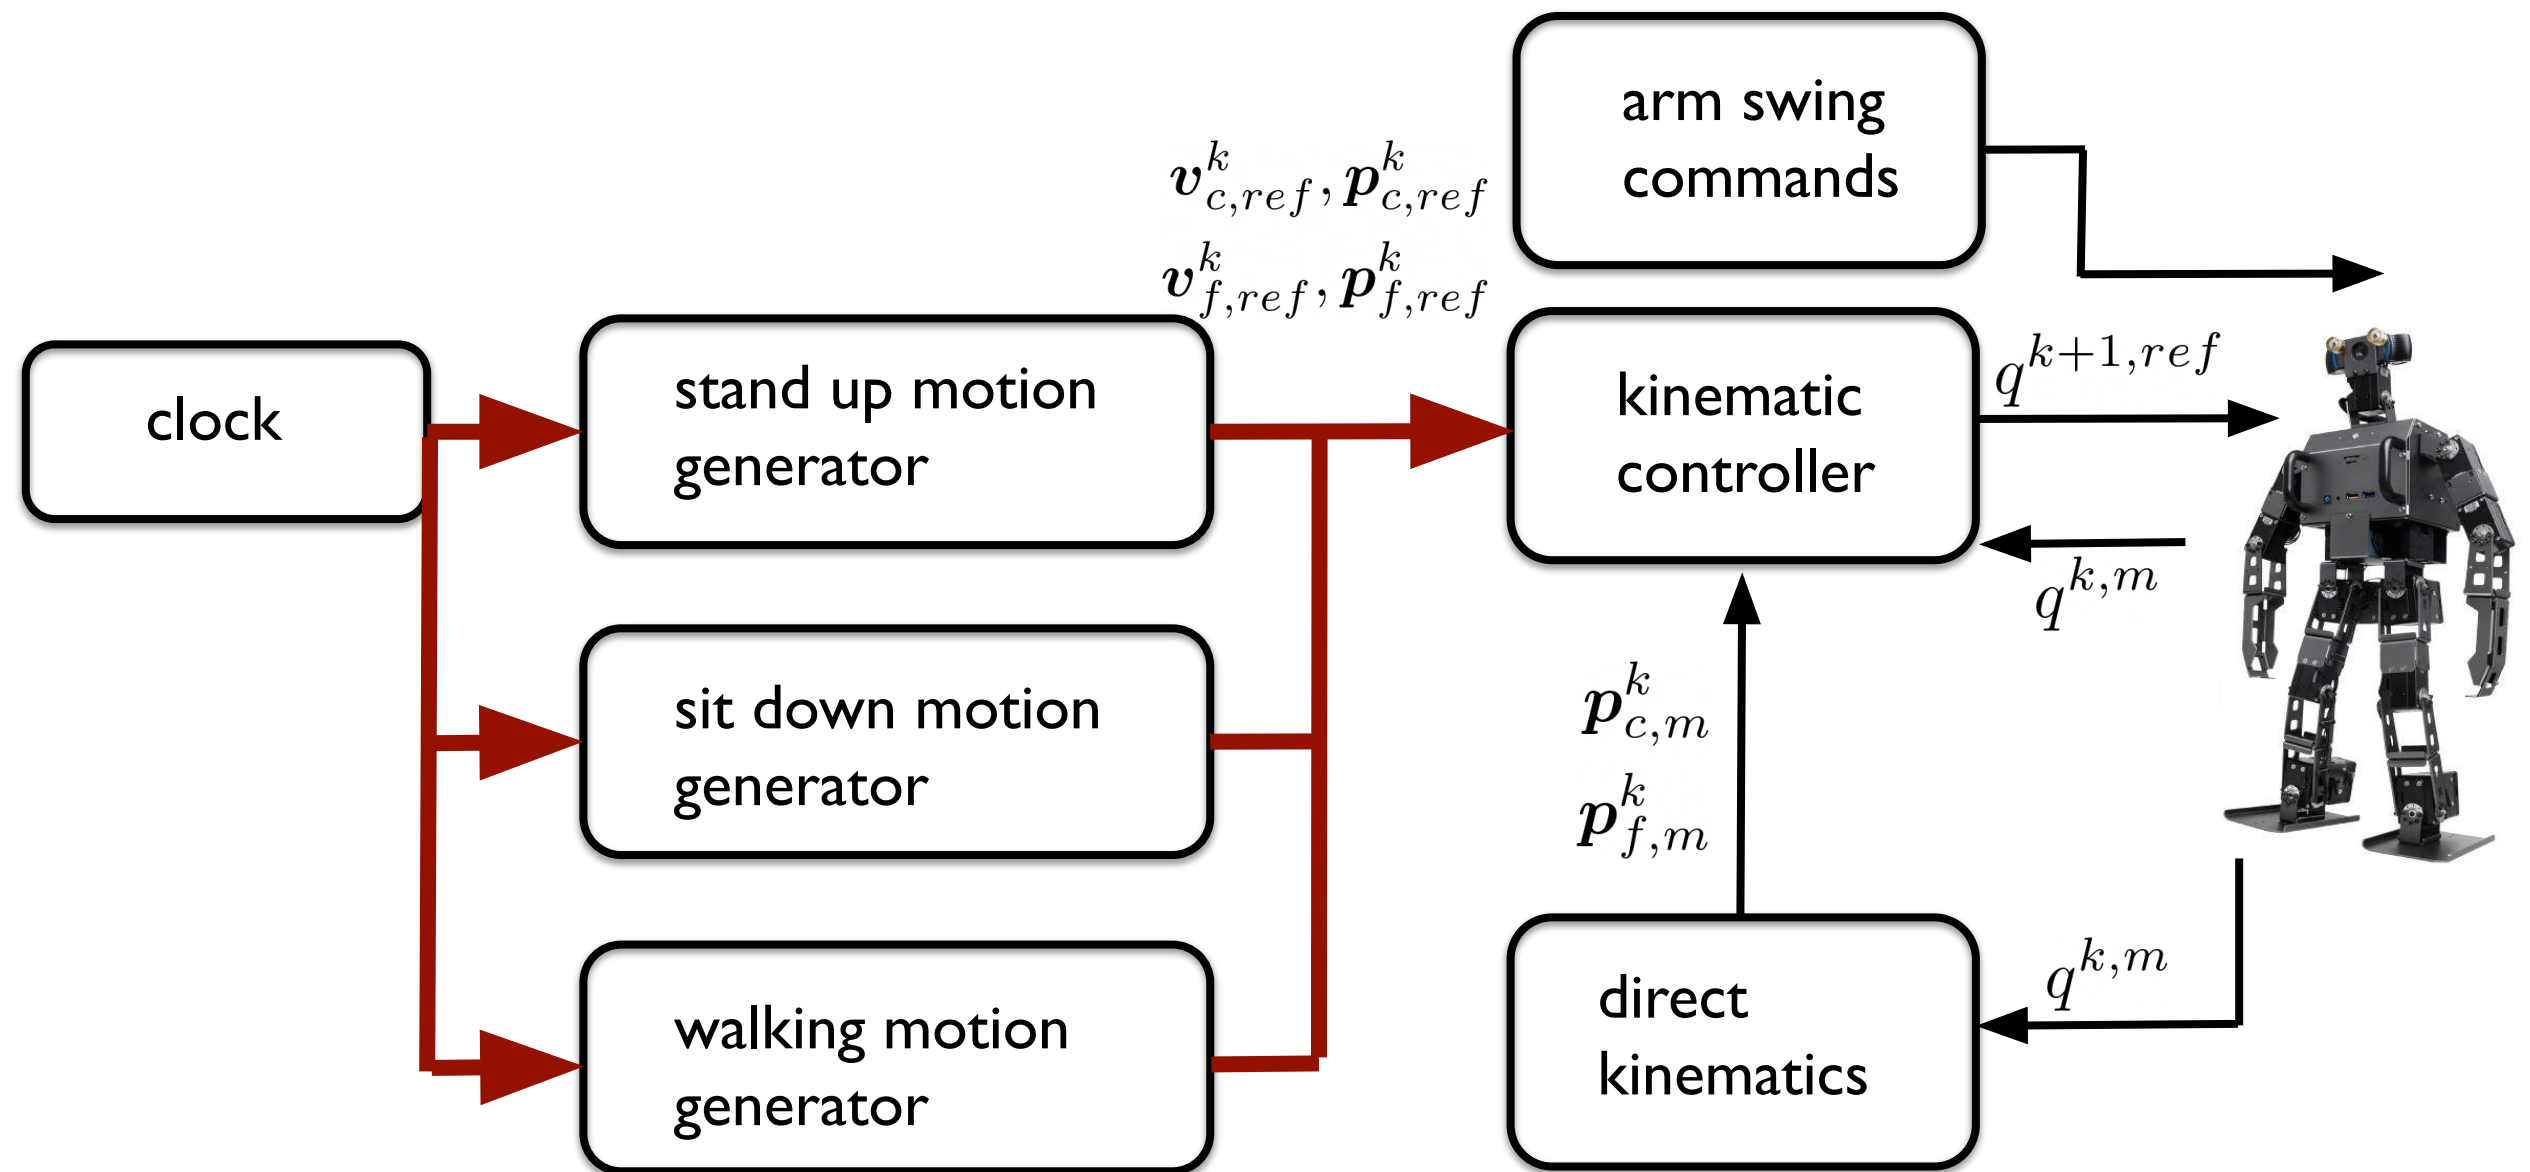 arm swing
commands
v^k_{c,ref}, p^k_{c,ref}
v^k_{f,ref}, p^k_{f,ref}
clock
stand up motion
generator
kinematic
controller
q^{k+1,ref}
q^{k,m}
sit down motion
generator
p^k_{c,m}
p^k_{f,m}
walking motion
generator
direct
kinematics
q^{k,m}